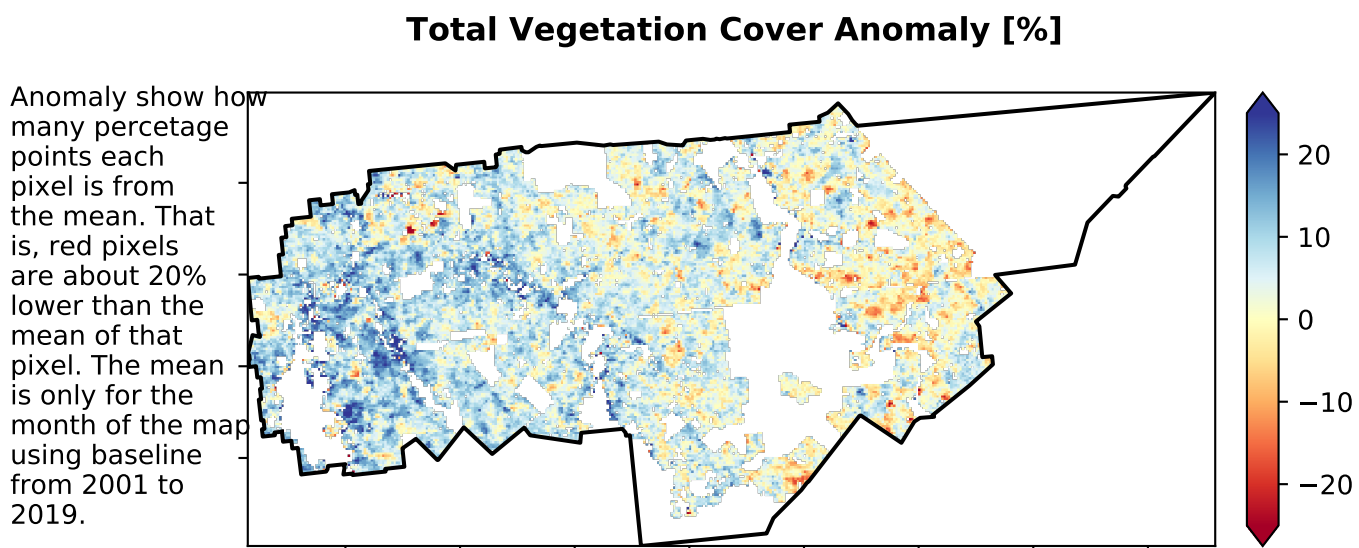 Total Vegetation Cover Anomaly [%]
Anomaly show how
many percetage
points each
pixel is from
the mean. That
is, red pixels
are about 20%
lower than the
mean of that
pixel. The mean
is only for the
month of the map
using baseline
from 2001 to
2019.
20
10
0
−10
−20